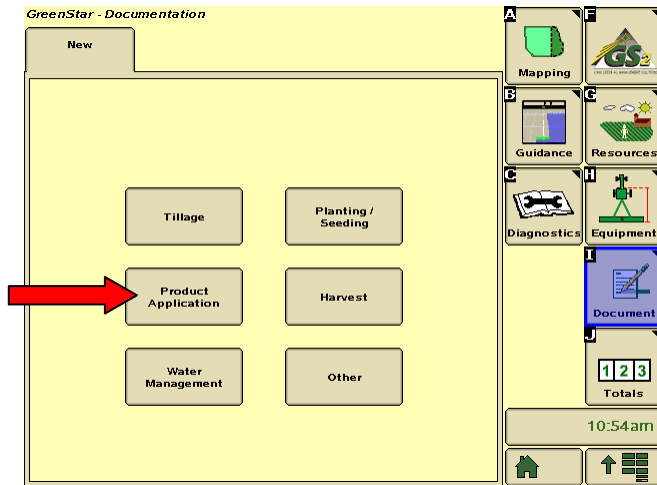 GreenStar - Documentation
New
Tillage
Planting /
Seeding
Product
Application
Harvest
Water
Management
Other
A
Mapping
F
GS2
B
Guidance
G
Resources
C
Diagnostics
H
Equipment
I
Document
J
1 2 3
Totals
10:54am